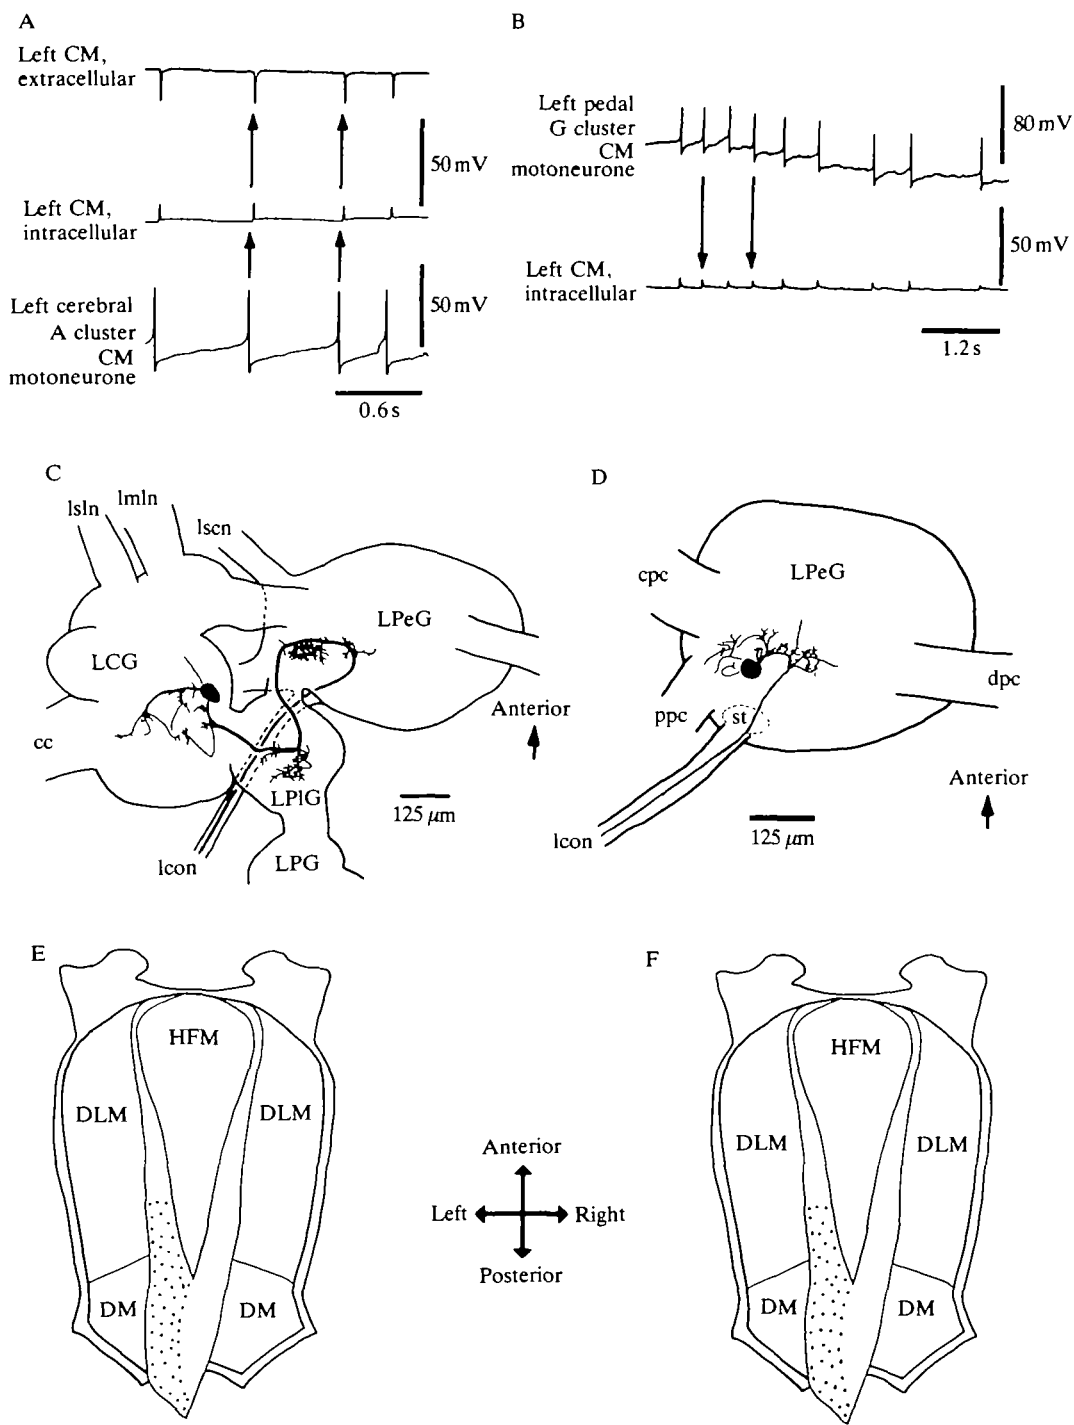 A
Left CM,
extracellular
50 mV
Left CM,
intracellular
50 mV
Left cerebral
A cluster
CM
motoneurone
0.6 s
B
Left pedal
G cluster
CM
motoneurone
80 mV
50 mV
Left CM,
intracellular
1.2 s
C
lsln
lmln
lscn
LPeG
LCG
cc
Anterior
LPlG
125 µm
lcon
LPG
D
cpc
LPeG
dpc
ppc
st
Anterior
125 µm
lcon
E
HFM
DLM
DLM
DM
DM
Anterior
Left
Right
Posterior
F
HFM
DLM
DLM
DM
DM